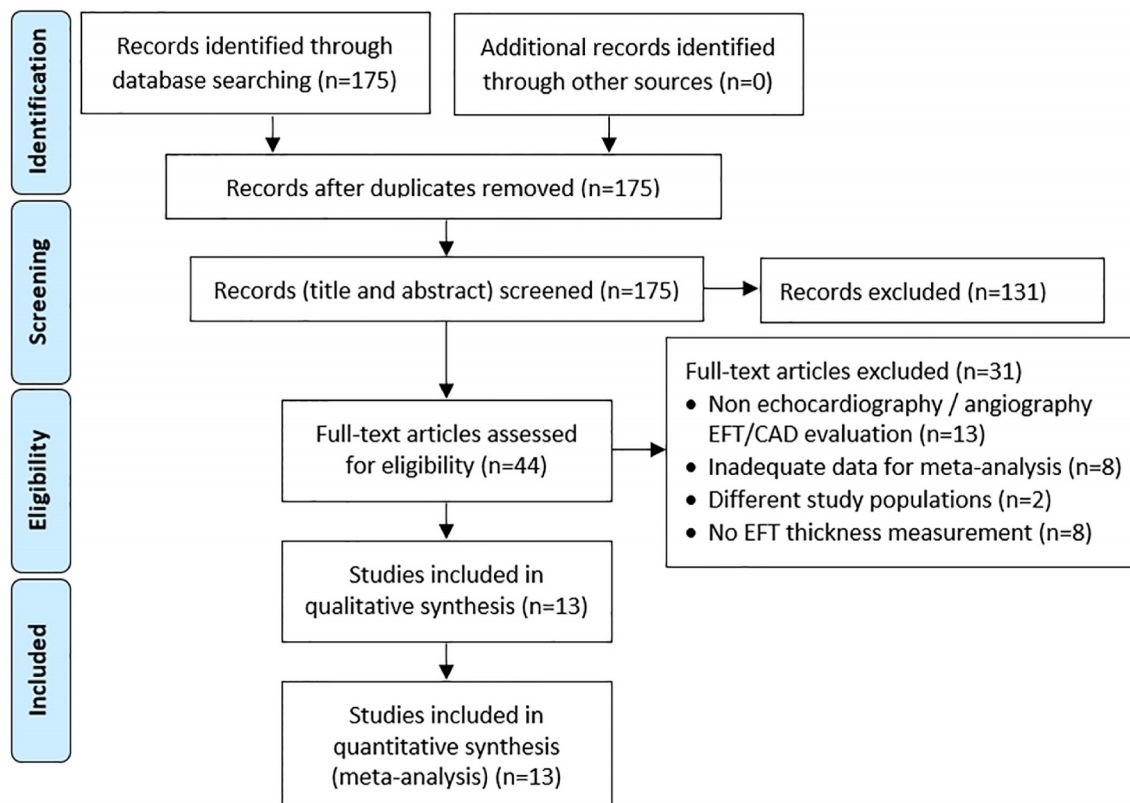 Identification
Records identified through
database searching (n=175)
Additional records identified
through other sources (n=0)
Records after duplicates removed (n=175)
Screening
Records (title and abstract) screened (n=175)
Records excluded (n=131)
Eligibility
Full-text articles assessed
for eligibility (n=44)
Full-text articles excluded (n=31)
• Non echocardiography / angiography
EFT/CAD evaluation (n=13)
• Inadequate data for meta-analysis (n=8)
• Different study populations (n=2)
• No EFT thickness measurement (n=8)
Studies included in
qualitative synthesis (n=13)
Included
Studies included in
quantitative synthesis
(meta-analysis) (n=13)